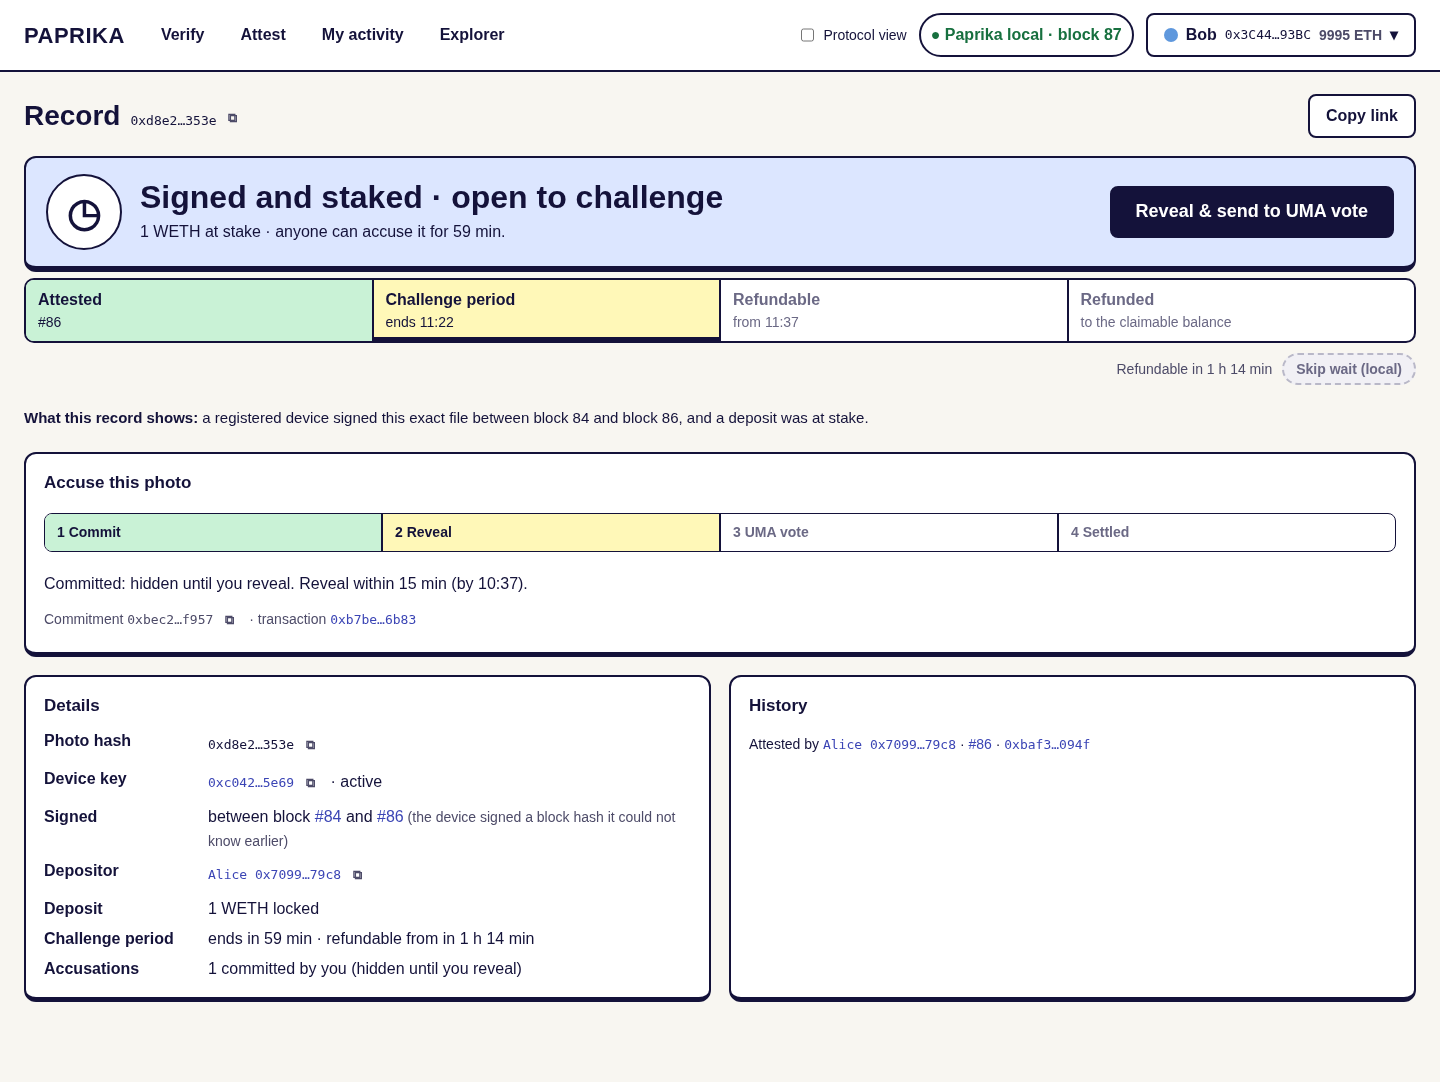 PAPRIKA Verify Attest My activity Explorer Protocol view ● Paprika local · block 87 Bob 0x3C44…93BC 9995 ETH ▼
Record 0xd8e2…353e Copy link
Signed and staked · open to challenge
1 WETH at stake · anyone can accuse it for 59 min.
Reveal & send to UMA vote
Attested
#86
Challenge period
ends 11:22
Refundable
from 11:37
Refunded
to the claimable balance
Refundable in 1 h 14 min Skip wait (local)
What this record shows: a registered device signed this exact file between block 84 and block 86, and a deposit was at stake.
Accuse this photo
1 Commit 2 Reveal 3 UMA vote 4 Settled
Committed: hidden until you reveal. Reveal within 15 min (by 10:37).
Commitment 0xbec2…f957 · transaction 0xb7be…6b83
Details
Photo hash 0xd8e2…353e
Device key 0xc042…5e69 · active
Signed between block #84 and #86 (the device signed a block hash it could not
know earlier)
Depositor Alice 0x7099…79c8
Deposit 1 WETH locked
Challenge period ends in 59 min · refundable from in 1 h 14 min
Accusations 1 committed by you (hidden until you reveal)
History
Attested by Alice 0x7099…79c8 · #86 · 0xbaf3…094f